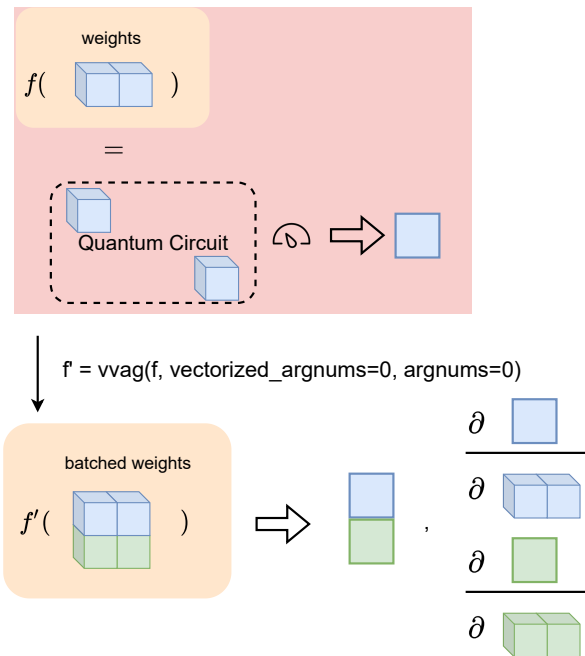 weights
f( )
=
Quantum Circuit
f' = vvag(f, vectorized_argnums=0, argnums=0)
batched weights
f′( )
,
∂
∂
∂
∂